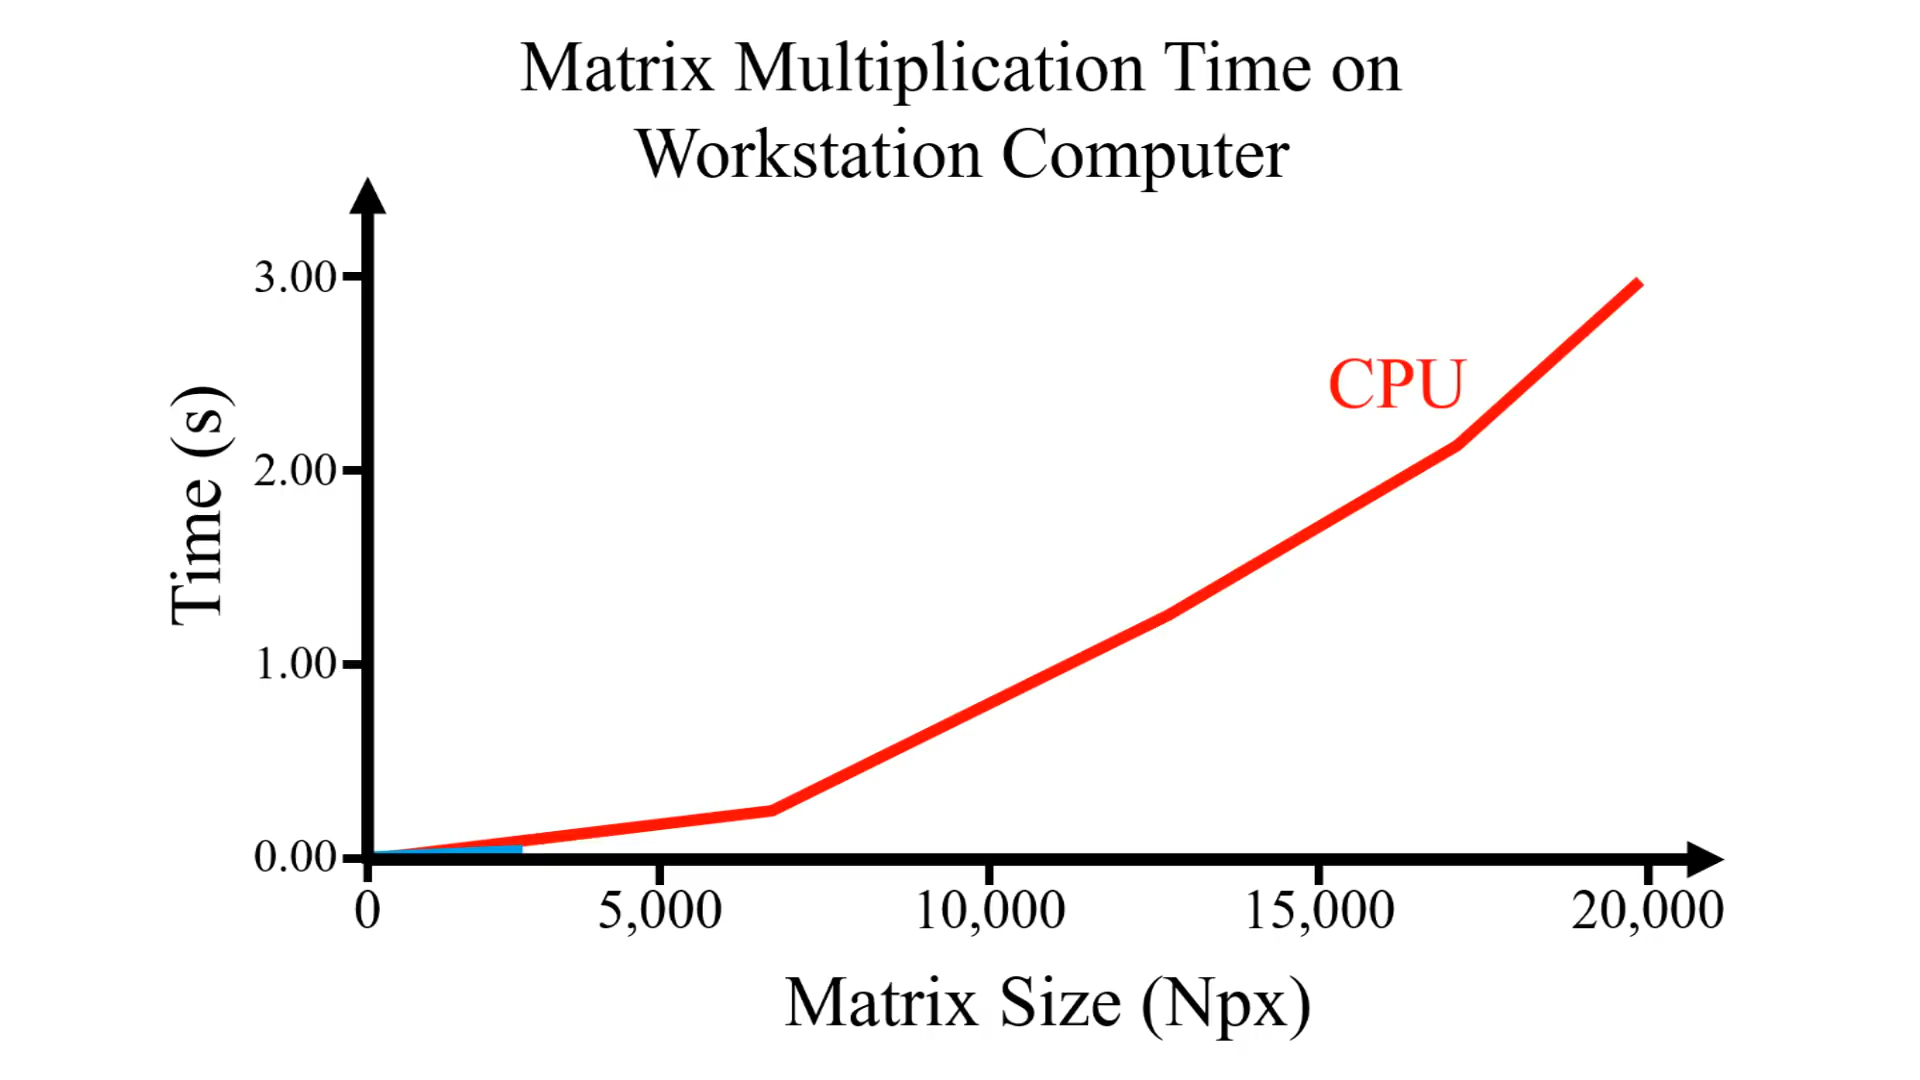 Matrix Multiplication Time on
Workstation Computer
3.00
2.00
1.00
0.00
Time (s)
CPU
0 5,000 10,000 15,000 20,000
Matrix Size (Npx)